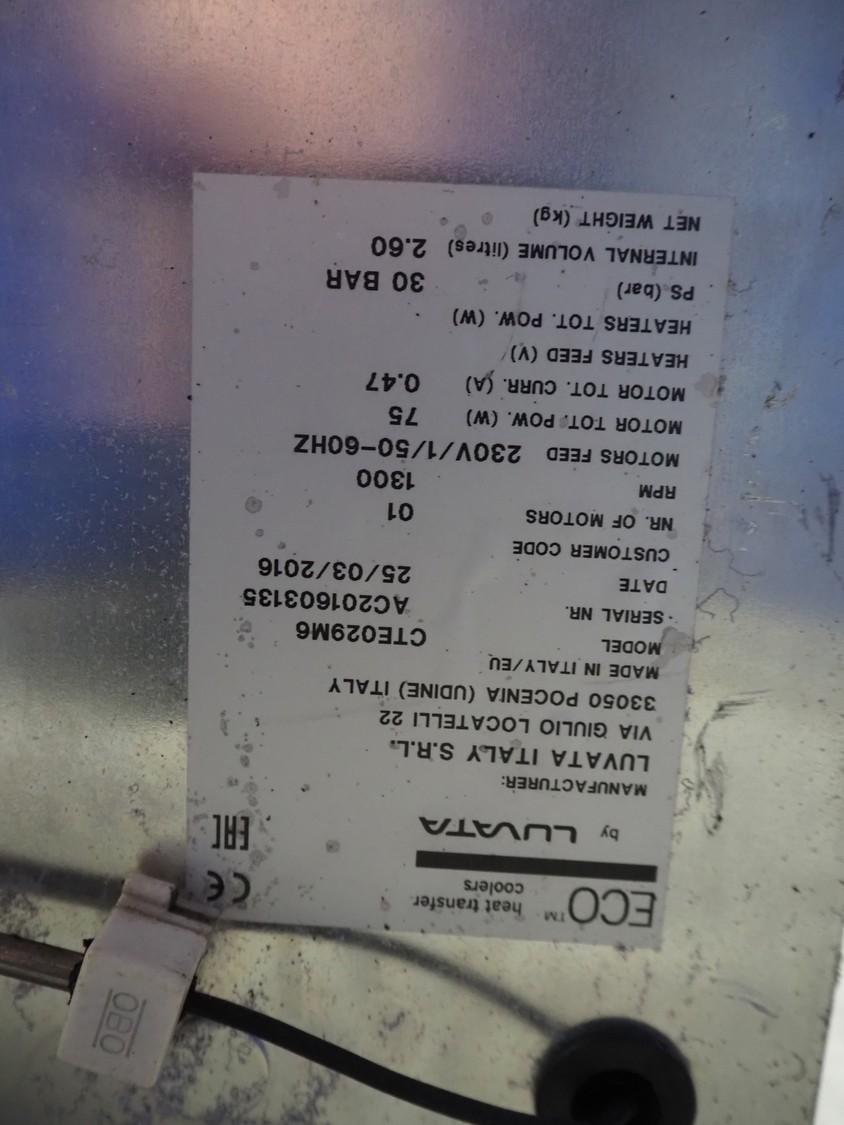 ECO™ heat transfer coolers
by LUVATA
CE
EAC
MANUFACTURER:
LUVATA ITALY S.R.L.
VIA GIULIO LOCATELLI 22
33050 POCENIA (UDINE) ITALY
MADE IN ITALY/EU
MODEL CTE029M6
SERIAL NR. AC201603135
DATE 25/03/2016
CUSTOMER CODE
NR. OF MOTORS 01
RPM 1300
MOTORS FEED 230V/1/50-60HZ
MOTOR TOT. POW. (W) 75
MOTOR TOT. CURR. (A) 0.47
HEATERS FEED (V)
HEATERS TOT. POW. (W)
PS (bar) 30 BAR
INTERNAL VOLUME (litres) 2.60
NET WEIGHT (kg)
OBO